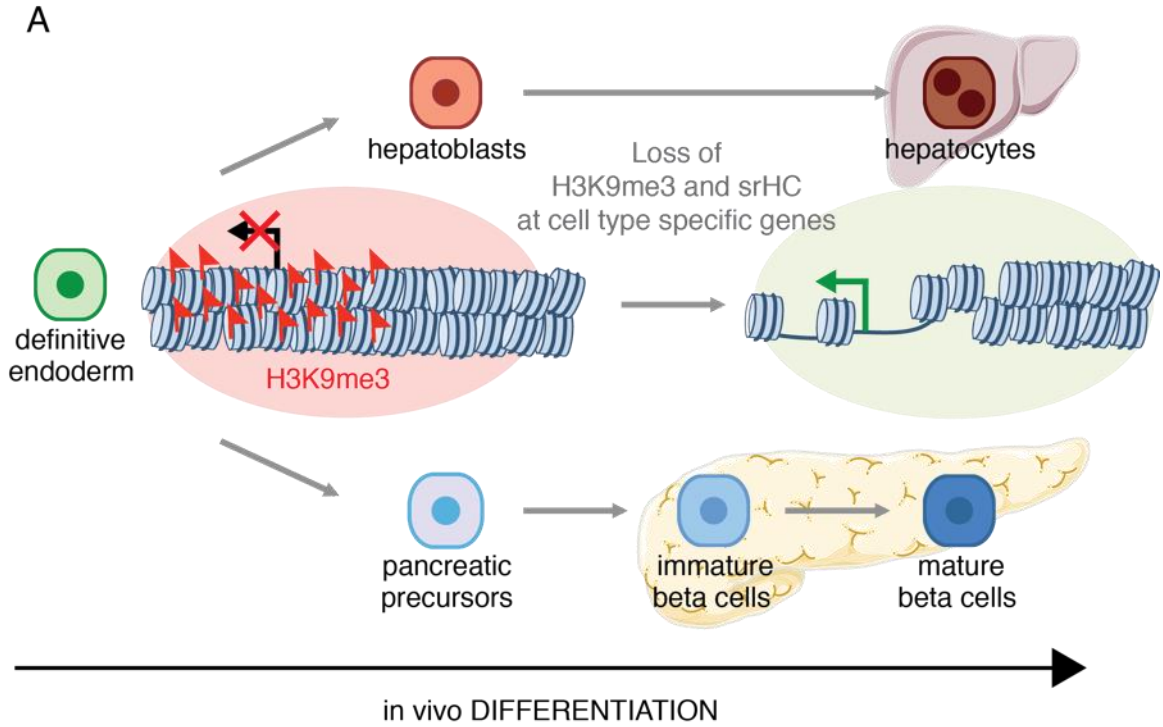 A
hepatoblasts
hepatocytes
Loss of
H3K9me3 and srHC
at cell type specific genes
definitive
endoderm
H3K9me3
pancreatic
precursors
immature
beta cells
mature
beta cells
in vivo DIFFERENTIATION